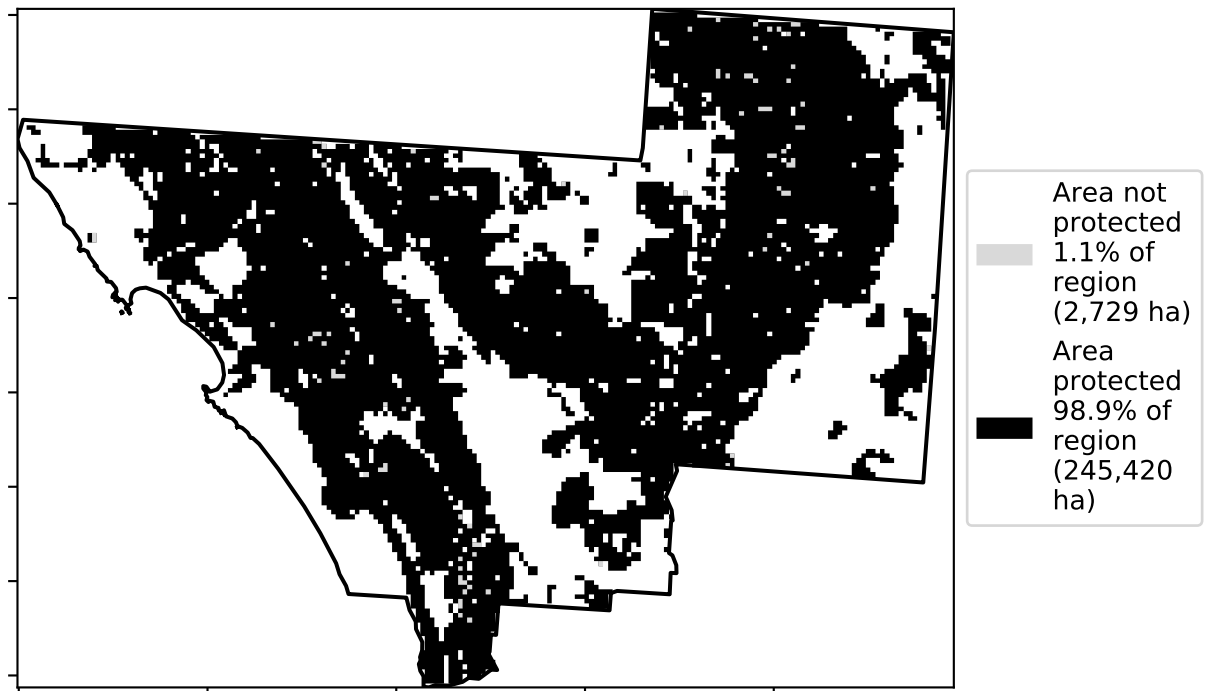 Area not
protected
1.1% of
region
(2,729 ha)
Area
protected
98.9% of
region
(245,420
ha)